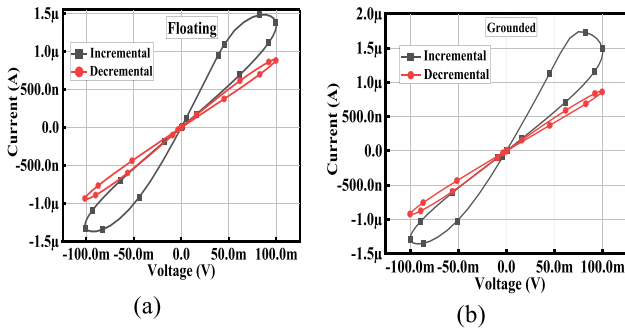 1.5μ
1.0μ
500.0n
0.0
-500.0n
-1.0μ
-1.5μ
Current (A)
Floating
Incremental
Decremental
-100.0m -50.0m 0.0 50.0m 100.0m
Voltage (V)
(a)
2.0μ
1.5μ
1.0μ
500.0n
0.0
-500.0n
-1.0μ
-1.5μ
Current (A)
Grounded
Incremental
Decremental
-100.0m -50.0m 0.0 50.0m 100.0m
Voltage (V)
(b)